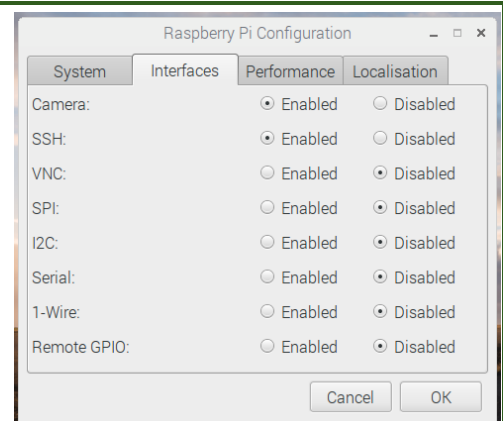 Raspberry Pi Configuration
System Interfaces Performance Localisation
Camera: Enabled Disabled
SSH: Enabled Disabled
VNC: Enabled Disabled
SPI: Enabled Disabled
I2C: Enabled Disabled
Serial: Enabled Disabled
1-Wire: Enabled Disabled
Remote GPIO: Enabled Disabled
Cancel OK